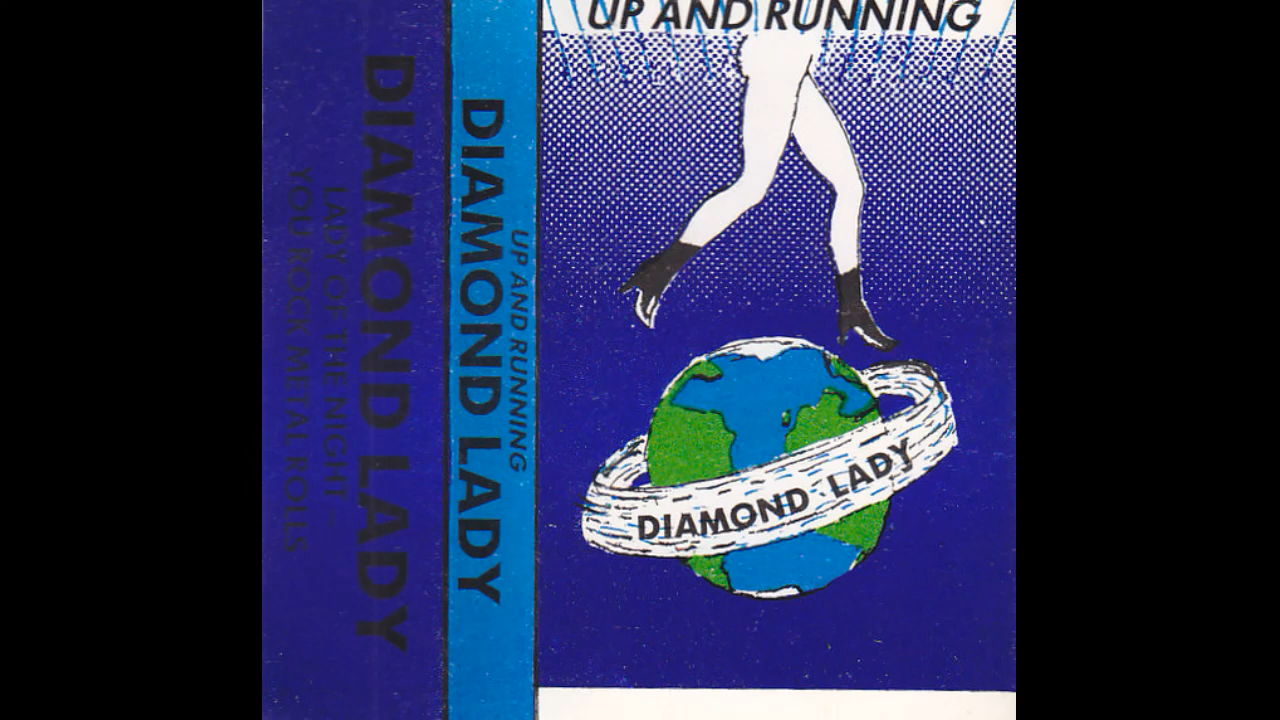 DIAMOND LADY
LADY OF THE NIGHT –
YOU ROCK METAL ROLLS
UP AND RUNNING
DIAMOND LADY
UP AND RUNNING
DIAMOND LADY